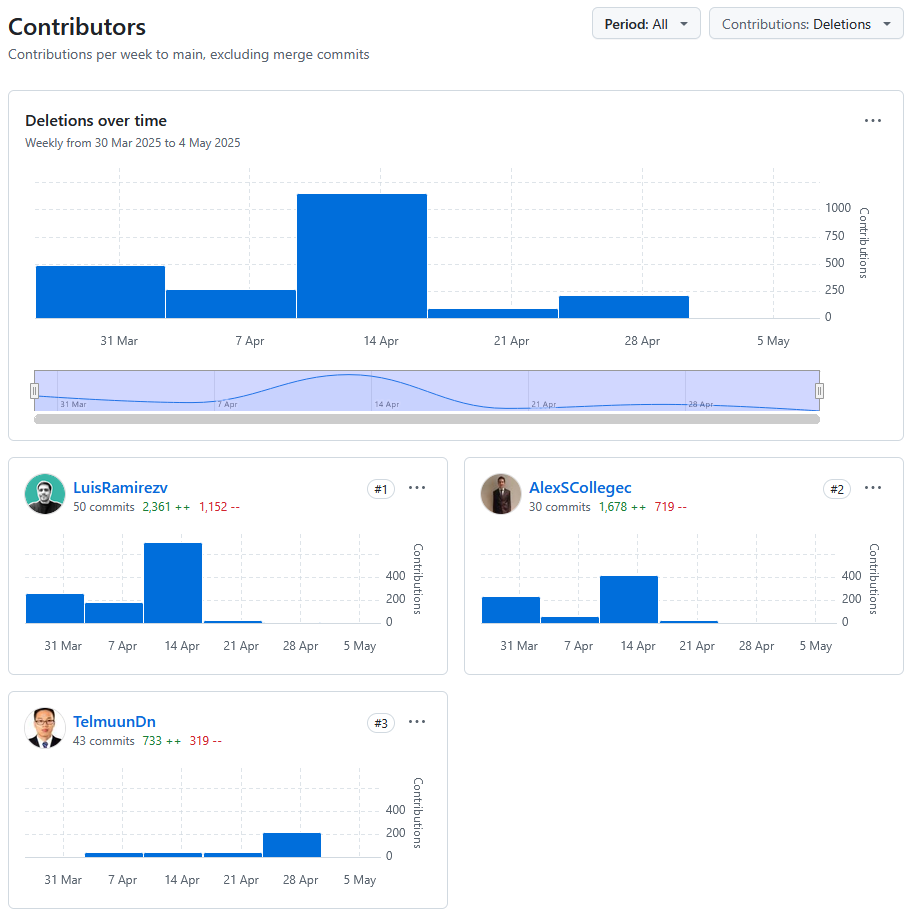 Contributors
Period: All
Contributions: Deletions
Contributions per week to main, excluding merge commits
Deletions over time
Weekly from 30 Mar 2025 to 4 May 2025
1000
750
500
250
0
Contributions
31 Mar 7 Apr 14 Apr 21 Apr 28 Apr 5 May
31 Mar 7 Apr 14 Apr 21 Apr 28 Apr
LuisRamirezv
#1
50 commits 2,361 ++ 1,152 --
400
200
0
Contributions
31 Mar 7 Apr 14 Apr 21 Apr 28 Apr 5 May
AlexSCollegec
#2
30 commits 1,678 ++ 719 --
400
200
0
Contributions
31 Mar 7 Apr 14 Apr 21 Apr 28 Apr 5 May
TelmuunDn
#3
43 commits 733 ++ 319 --
400
200
0
Contributions
31 Mar 7 Apr 14 Apr 21 Apr 28 Apr 5 May